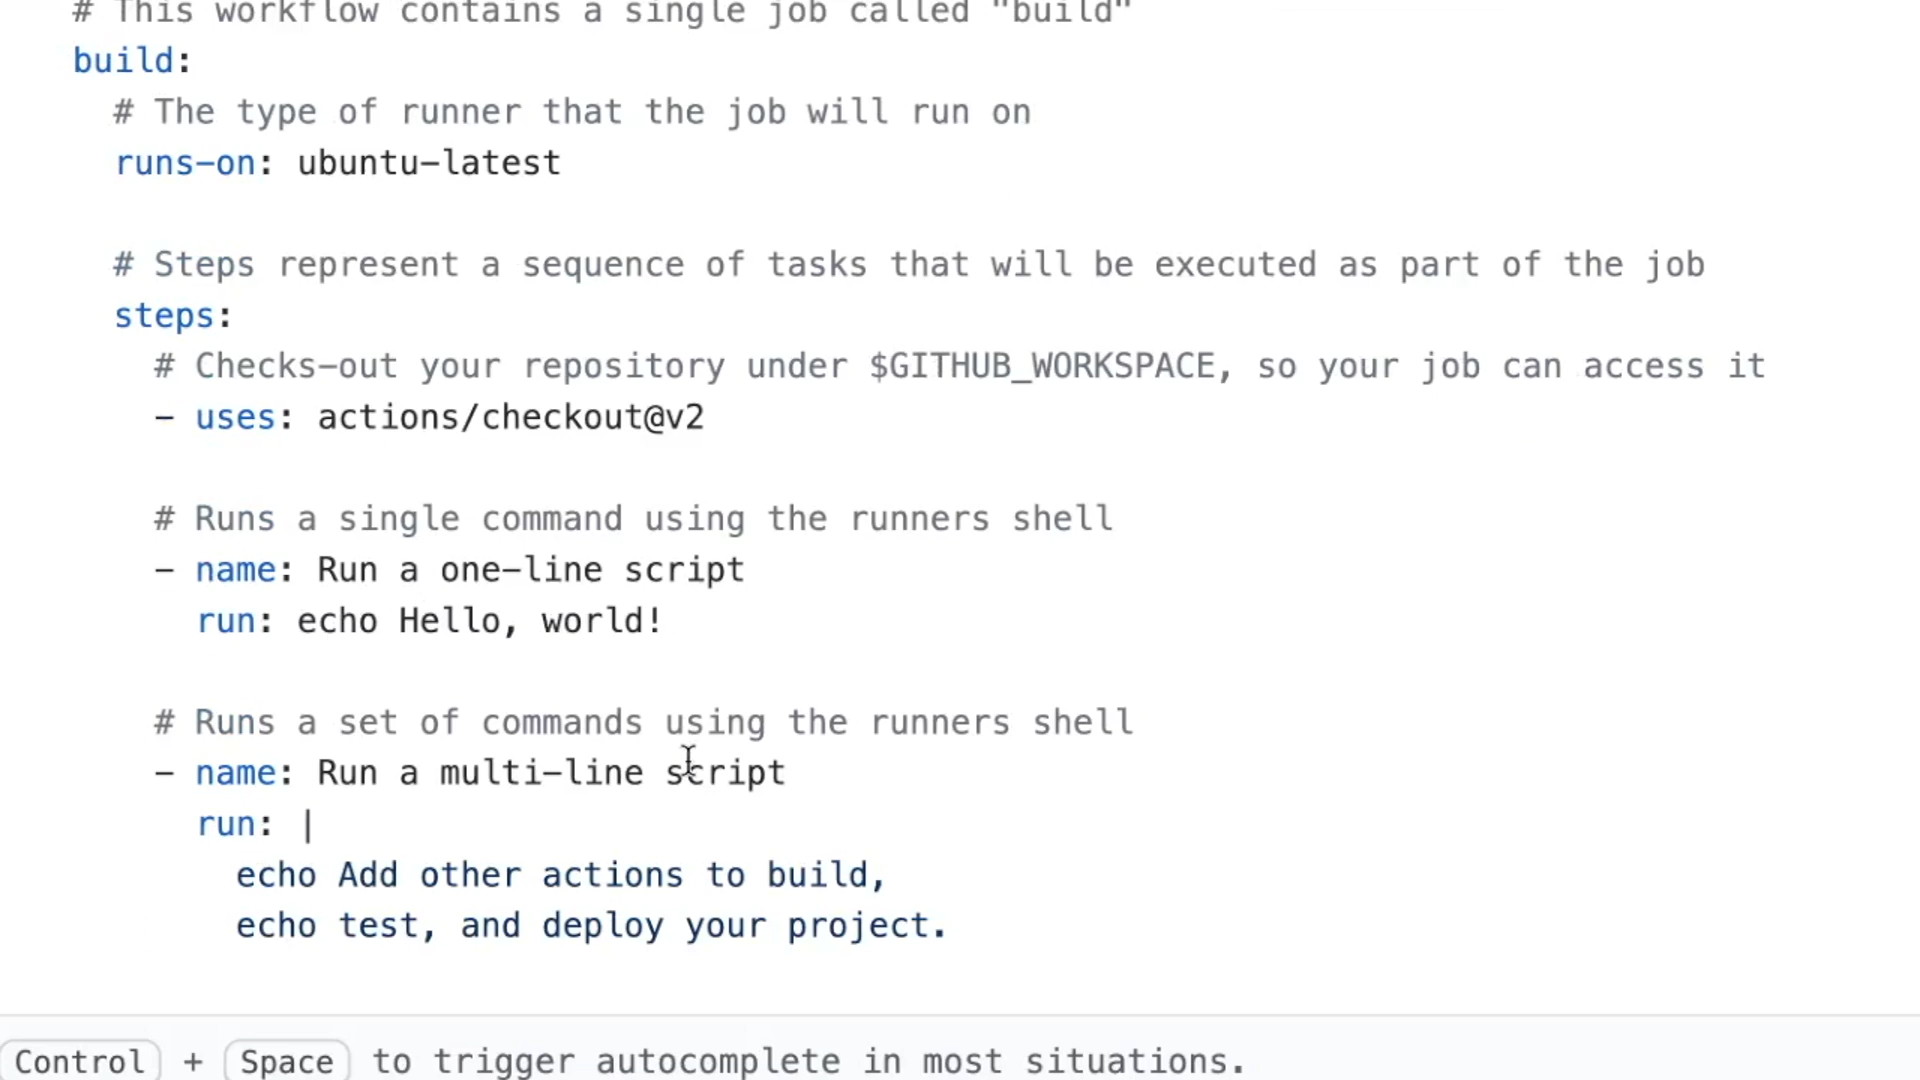 # This workflow contains a single job called "build"
build:
# The type of runner that the job will run on
runs-on: ubuntu-latest
# Steps represent a sequence of tasks that will be executed as part of the job
steps:
# Checks-out your repository under $GITHUB_WORKSPACE, so your job can access it
- uses: actions/checkout@v2
# Runs a single command using the runners shell
- name: Run a one-line script
run: echo Hello, world!
# Runs a set of commands using the runners shell
- name: Run a multi-line script
run: |
echo Add other actions to build,
echo test, and deploy your project.
Control + Space to trigger autocomplete in most situations.